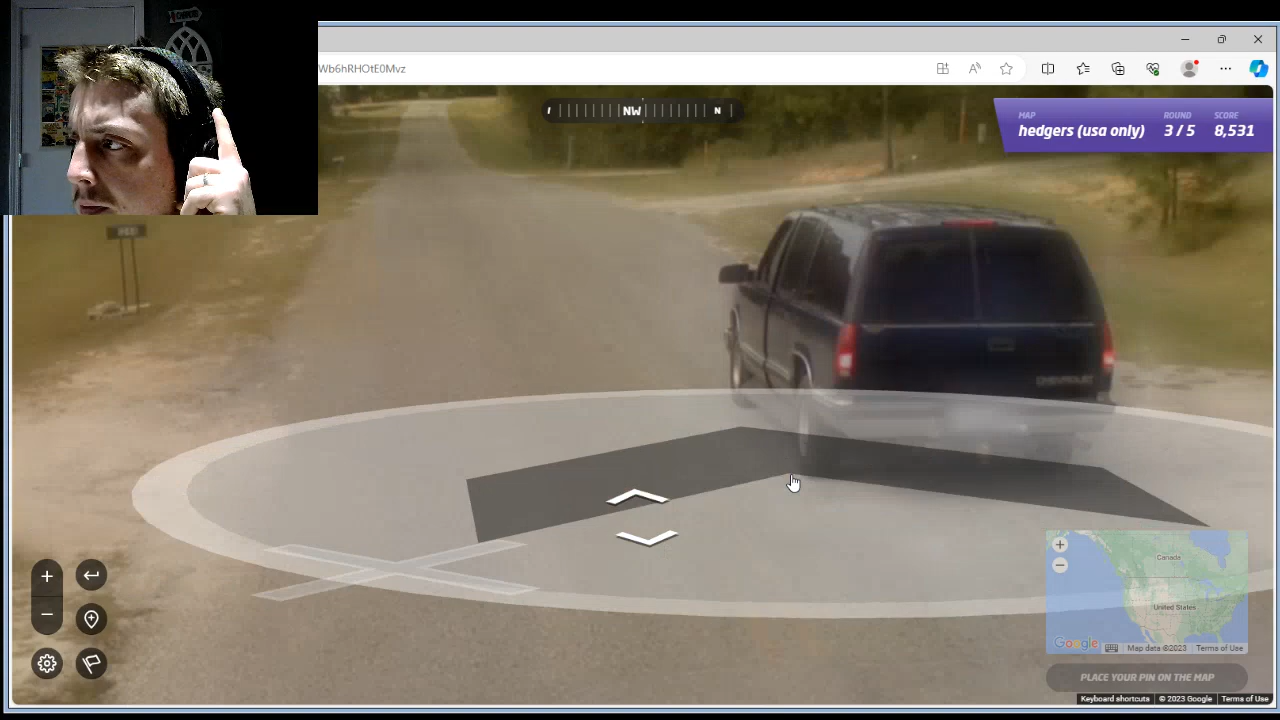 Wb6hRHOtE0Mvz
NW
N
MAP
hedgers (usa only)
ROUND
3 / 5
SCORE
8,531
CHEVROLET
+
−
Canada
United States
Google
Map data ©2023
Terms of Use
PLACE YOUR PIN ON THE MAP
Keyboard shortcuts
© 2023 Google
Terms of Use